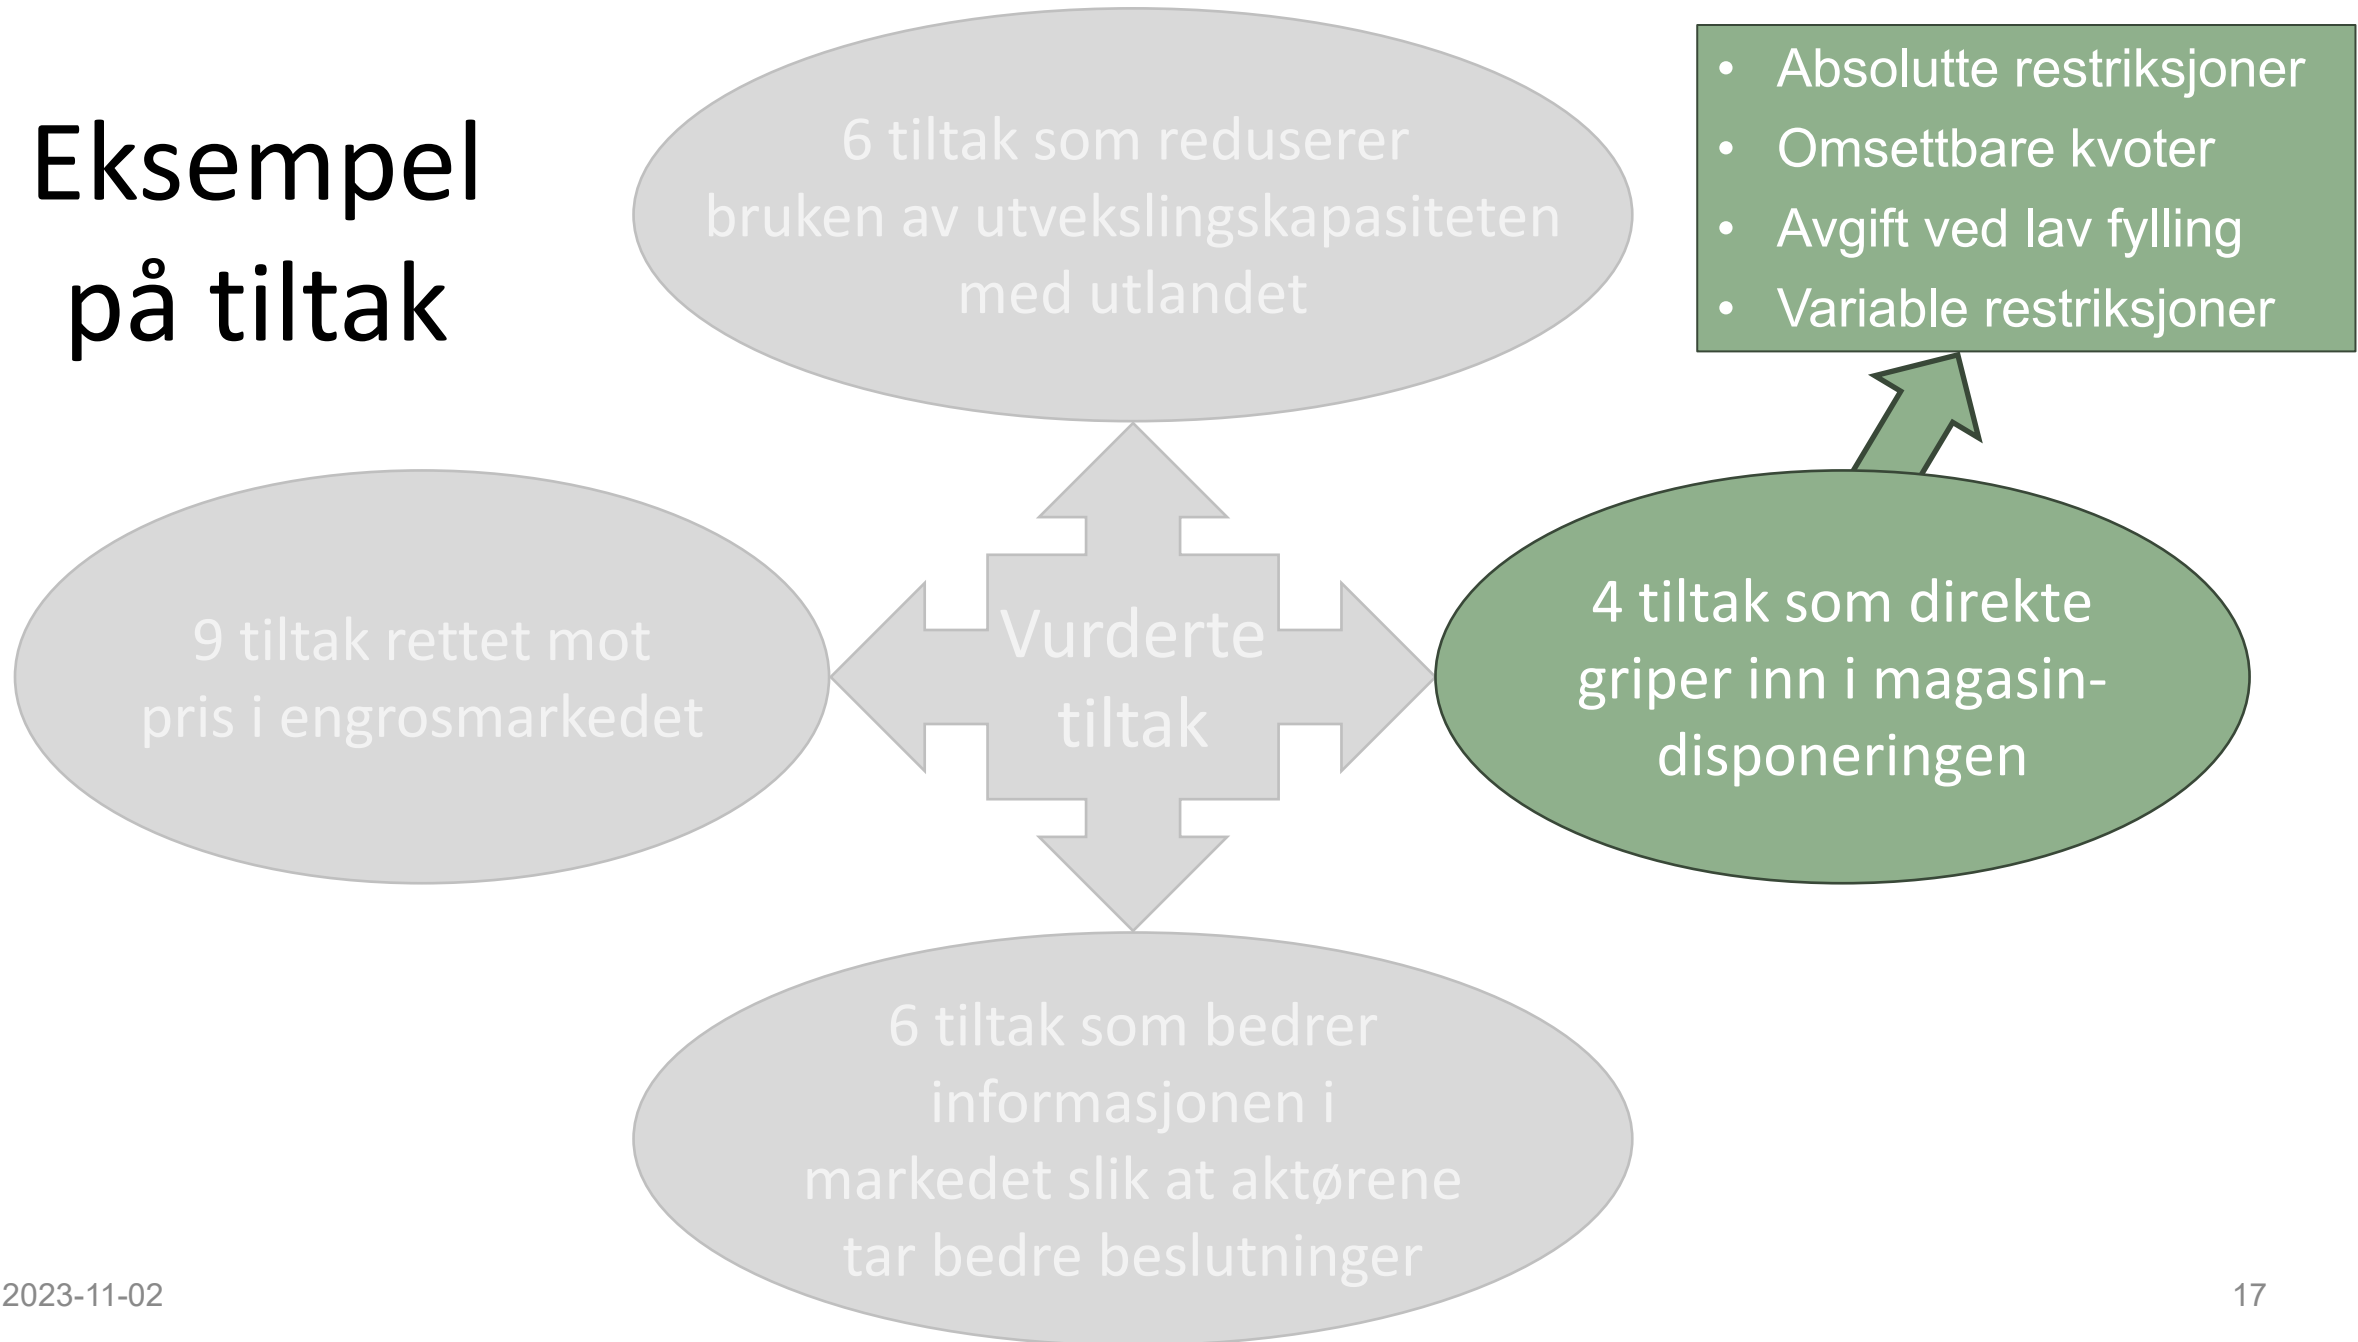 Eksempel
på tiltak
6 tiltak som reduserer
bruken av utvekslingskapasiteten
med utlandet
• Absolutte restriksjoner
• Omsettbare kvoter
• Avgift ved lav fylling
• Variable restriksjoner
9 tiltak rettet mot
pris i engrosmarkedet
Vurderte
tiltak
4 tiltak som direkte
griper inn i magasin-
disponeringen
6 tiltak som bedrer
informasjonen i
markedet slik at aktørene
tar bedre beslutninger
2023-11-02
17